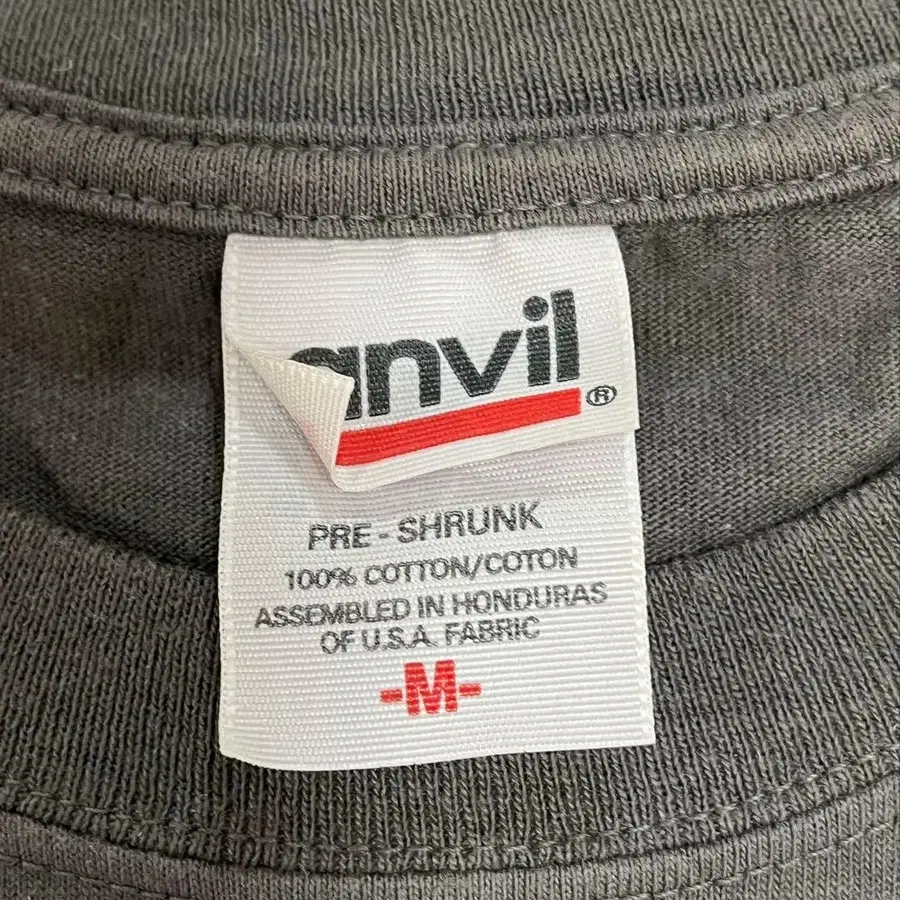 anvil®
PRE - SHRUNK
100% COTTON/COTON
ASSEMBLED IN HONDURAS
OF U.S.A. FABRIC
-M-